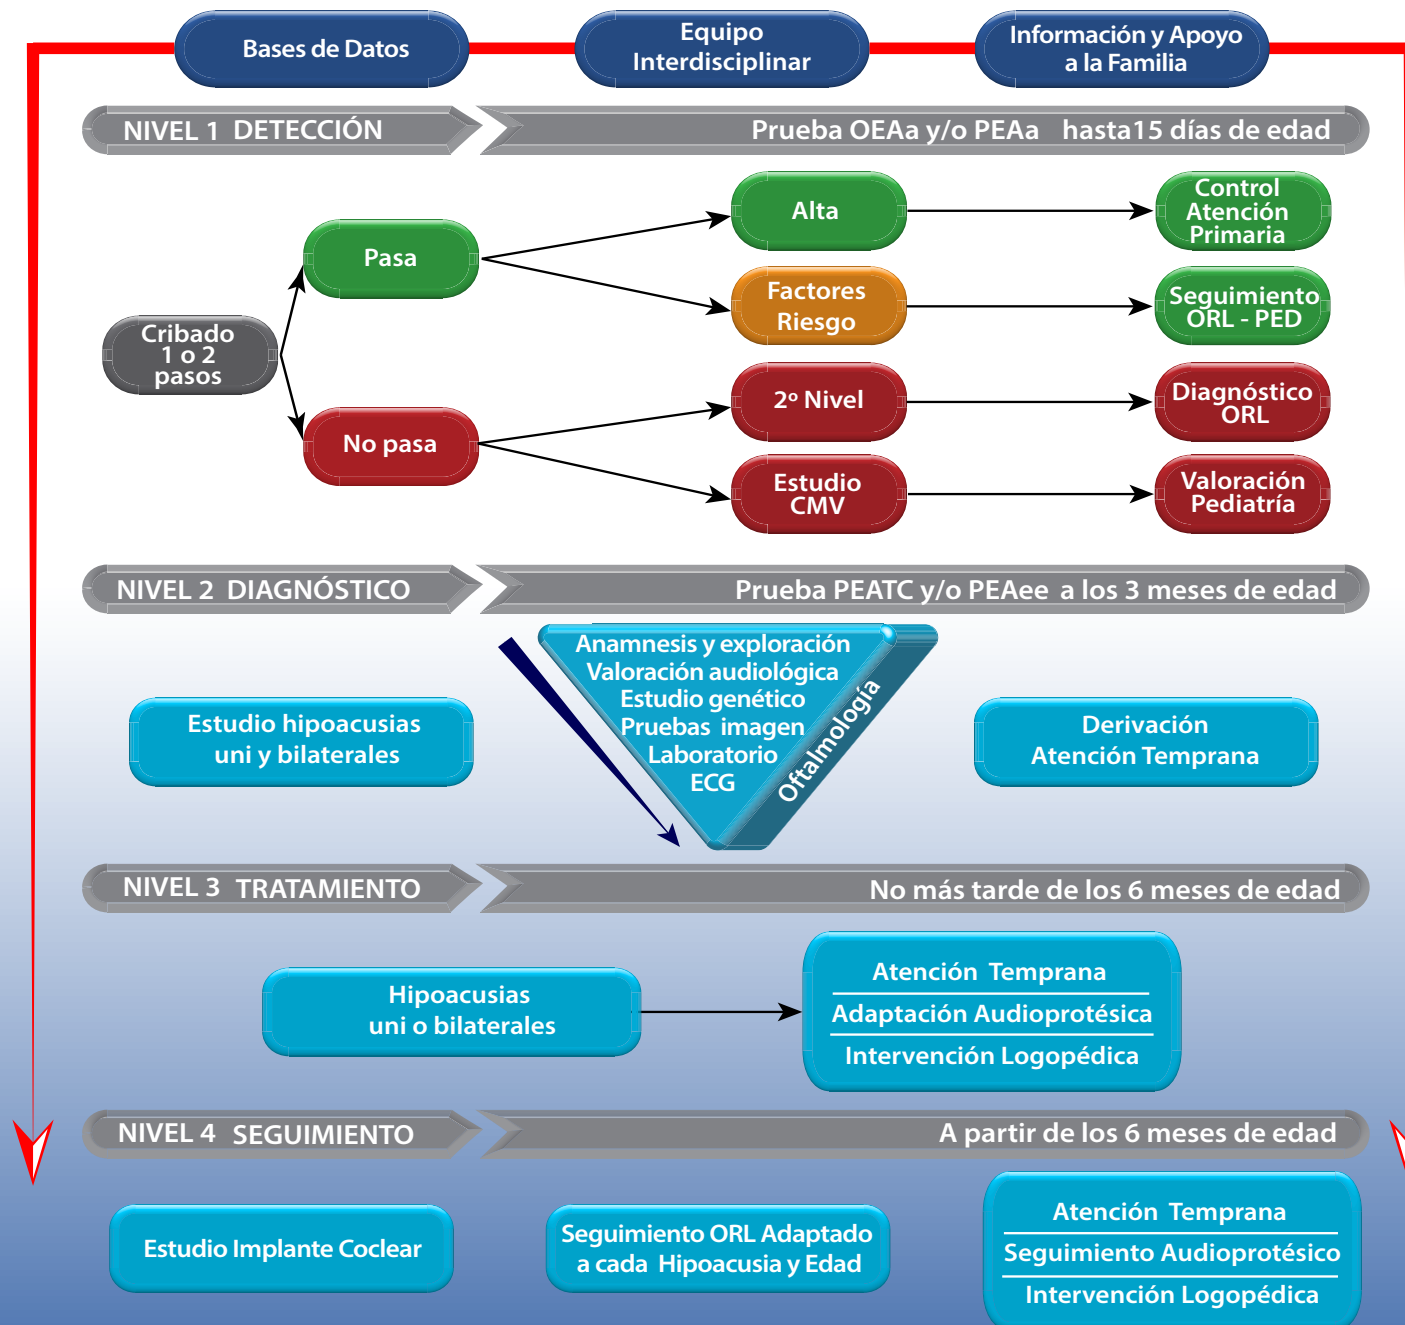 Bases de Datos
Equipo
Interdisciplinar
Información y Apoyo
a la Familia
NIVEL 1 DETECCIÓN
Prueba OEAa y/o PEAa hasta15 días de edad
Cribado
1 o 2
pasos
Pasa
No pasa
Alta
Control
Atención
Primaria
Factores
Riesgo
Seguimiento
ORL - PED
2º Nivel
Diagnóstico
ORL
Estudio
CMV
Valoración
Pediatría
NIVEL 2 DIAGNÓSTICO
Prueba PEATC y/o PEAee a los 3 meses de edad
Estudio hipoacusias
uni y bilaterales
Anamnesis y exploración
Valoración audiológica
Estudio genético
Pruebas imagen
Laboratorio
ECG
Oftalmología
Derivación
Atención Temprana
NIVEL 3 TRATAMIENTO
No más tarde de los 6 meses de edad
Hipoacusias
uni o bilaterales
Atención Temprana
Adaptación Audioprotésica
Intervención Logopédica
NIVEL 4 SEGUIMIENTO
A partir de los 6 meses de edad
Estudio Implante Coclear
Seguimiento ORL Adaptado
a cada Hipoacusia y Edad
Atención Temprana
Seguimiento Audioprotésico
Intervención Logopédica